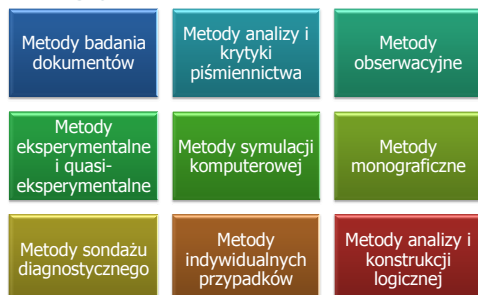 Metody badania
dokumentów
Metody analizy i
krytyki
piśmiennictwa
Metody
obserwacyjne
Metody
eksperymentalne
i quasi-
eksperymentalne
Metody symulacji
komputerowej
Metody
monograficzne
Metody sondażu
diagnostycznego
Metody
indywidualnych
przypadków
Metody analizy i
konstrukcji
logicznej